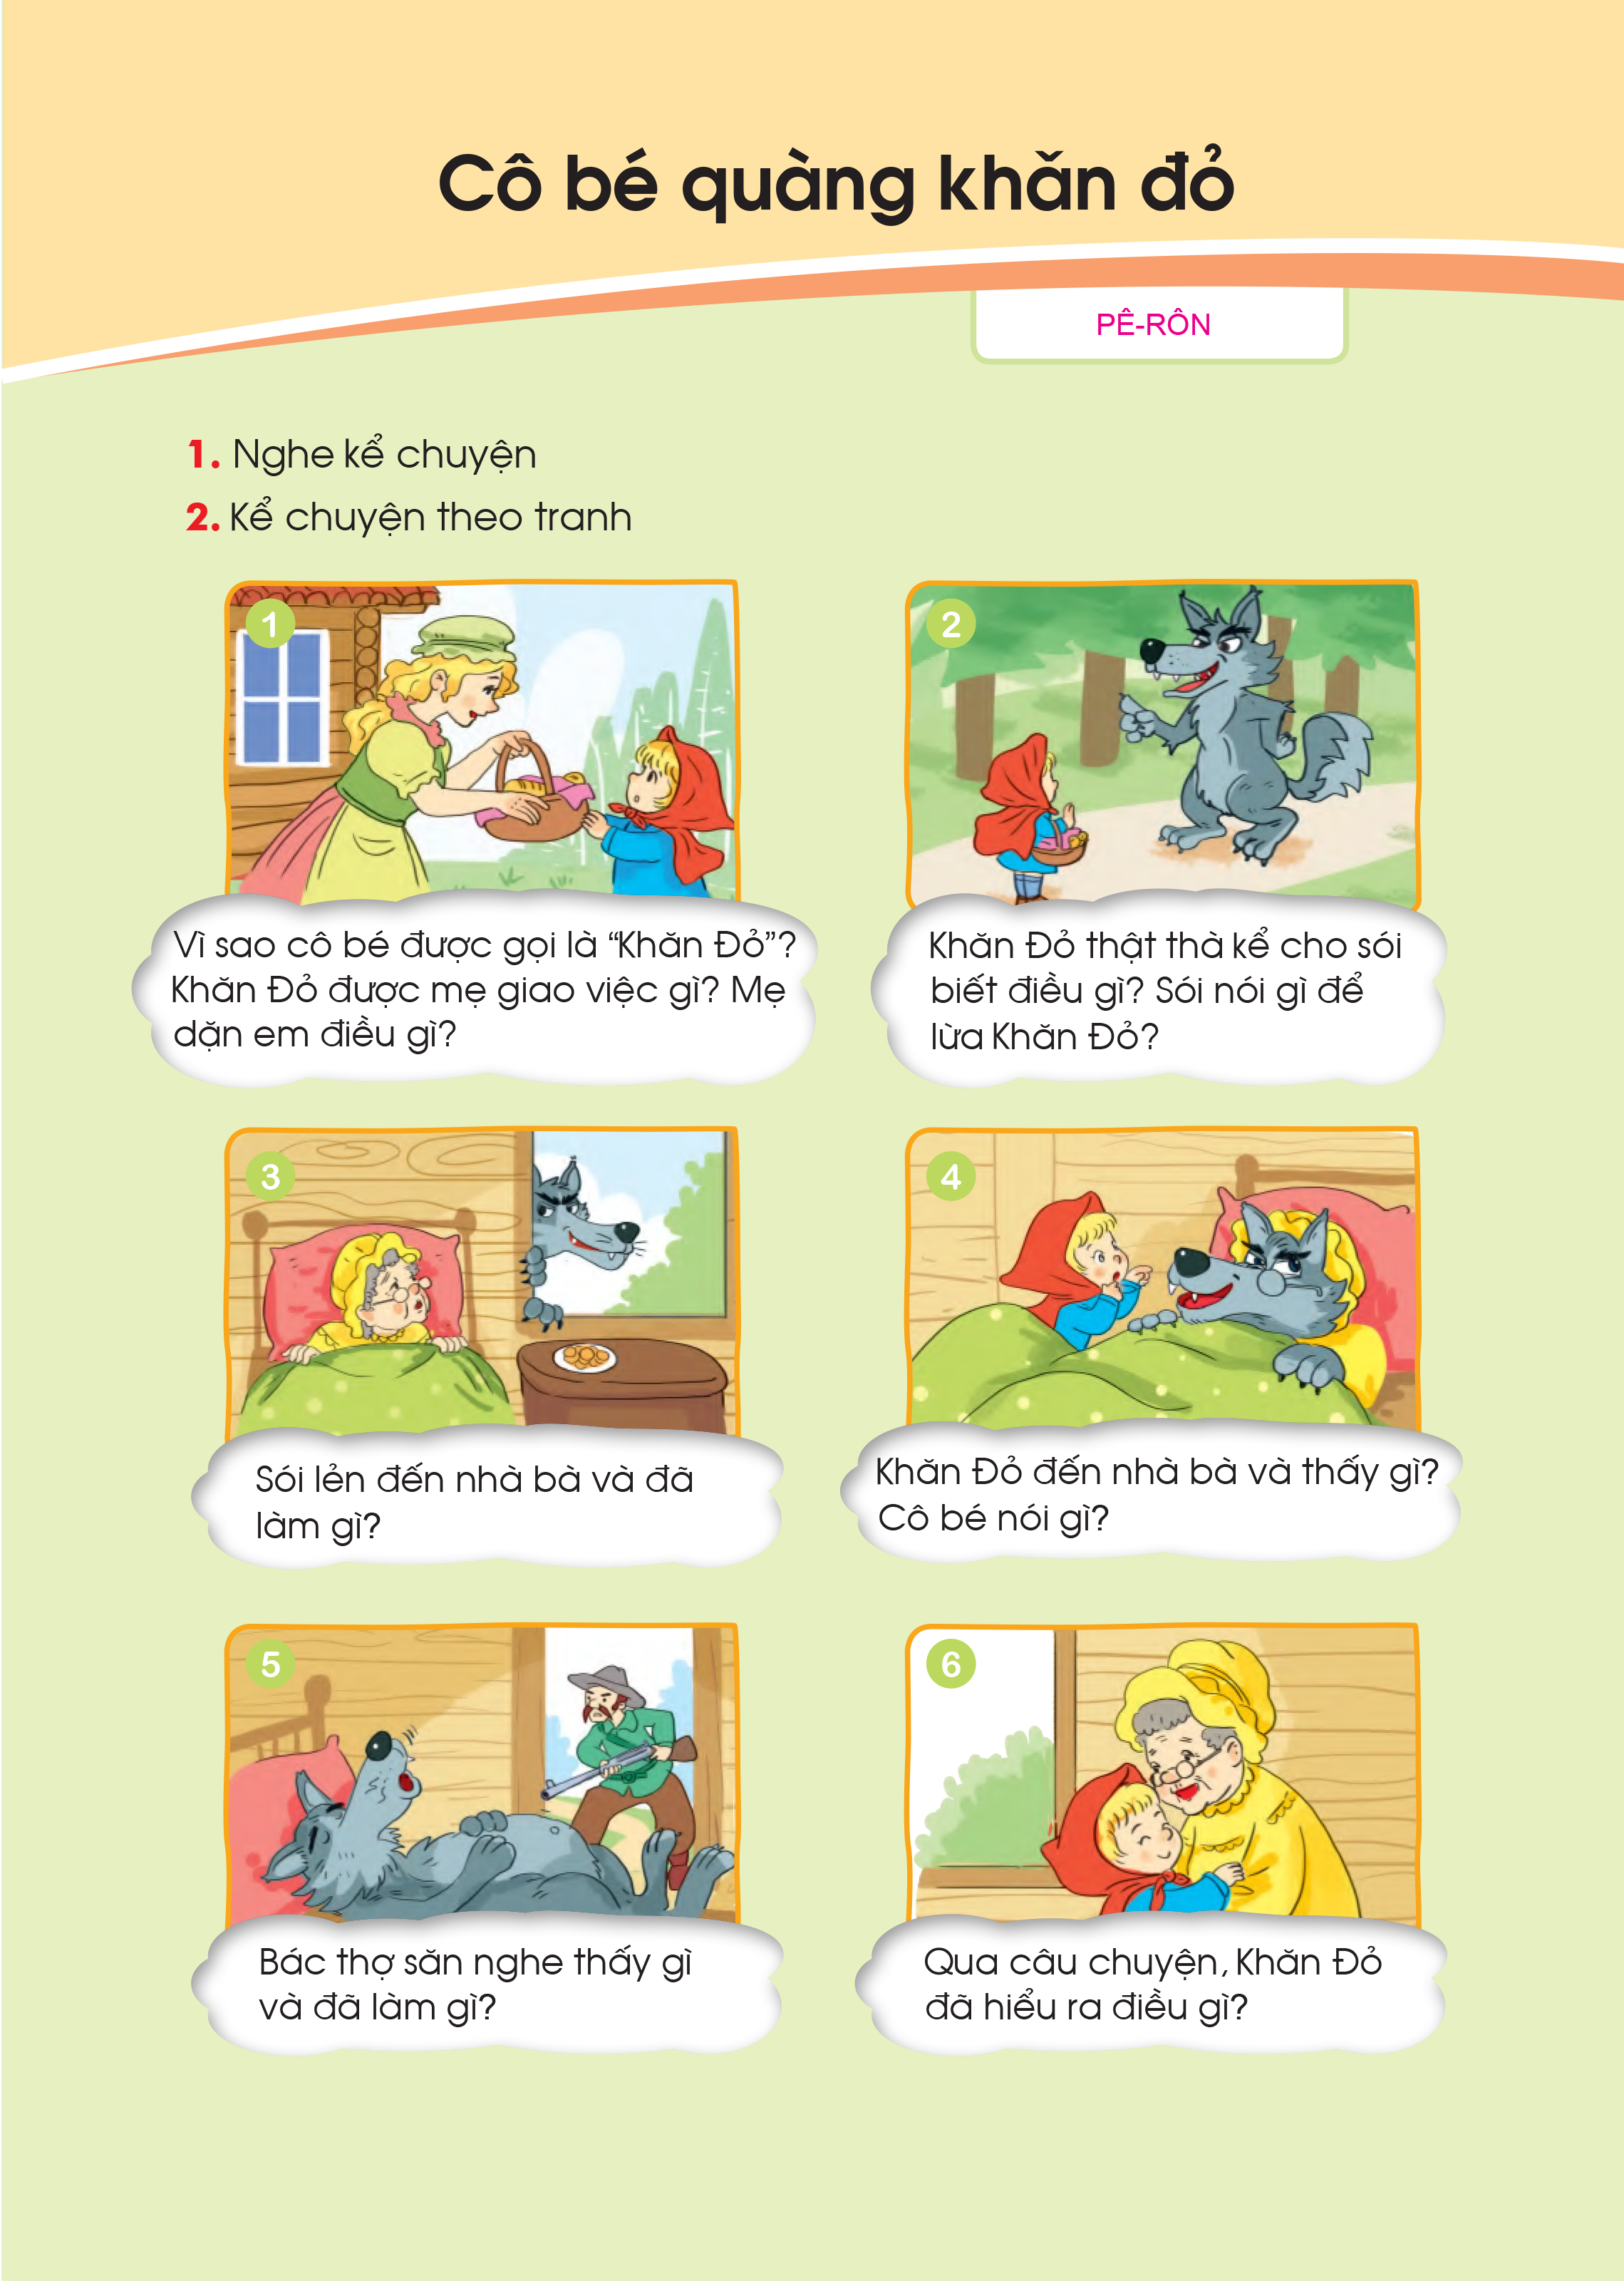 Cô bé quàng khăn đỏ
PÊ-RÔN
1. Nghe kể chuyện
2. Kể chuyện theo tranh
1
Vì sao cô bé được gọi là “Khăn Đỏ”?
Khăn Đỏ được mẹ giao việc gì? Mẹ
dặn em điều gì?
2
Khăn Đỏ thật thà kể cho sói
biết điều gì? Sói nói gì để
lừa Khăn Đỏ?
3
Sói lẻn đến nhà bà và đã
làm gì?
4
Khăn Đỏ đến nhà bà và thấy gì?
Cô bé nói gì?
5
Bác thợ săn nghe thấy gì
và đã làm gì?
6
Qua câu chuyện, Khăn Đỏ
đã hiểu ra điều gì?